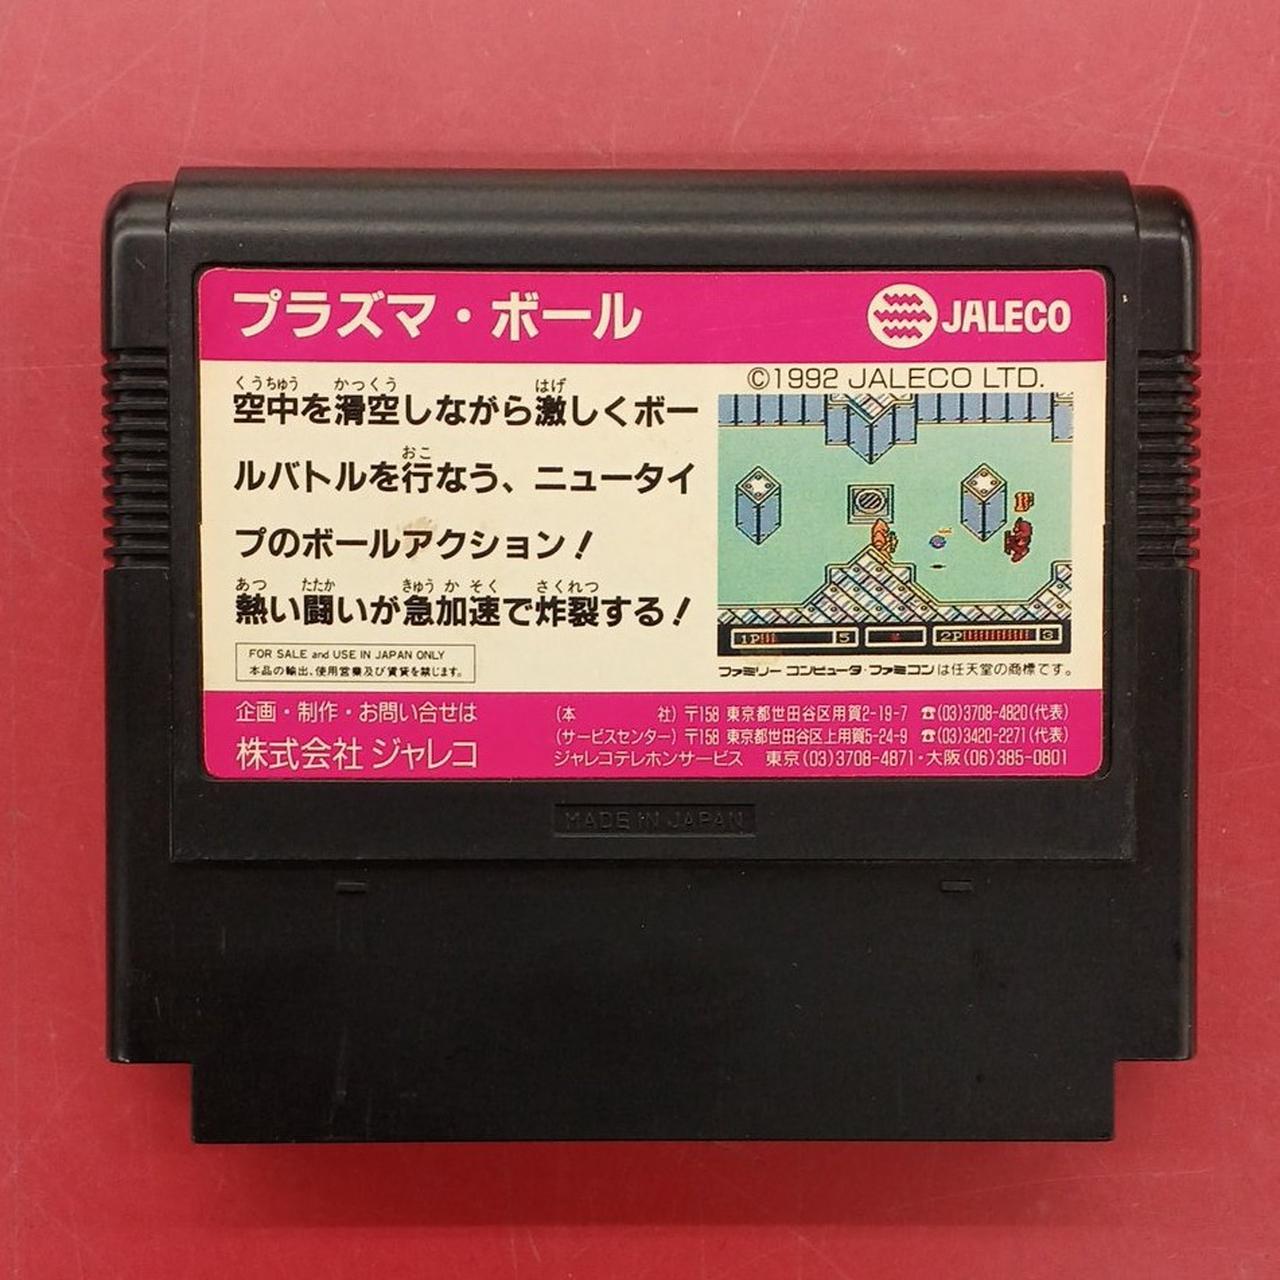 プラズマ・ボール
JALECO
くうちゅう かっくう はげ
空中を滑空しながら激しくボー
おこ
ルバトルを行なう、ニュータイ
プのボールアクション！
あつ たたか きゅう か そく さくれつ
熱い闘いが急加速で炸裂する！
FOR SALE and USE IN JAPAN ONLY
本品の輸出、使用営業及び賃貸を禁じます。
©1992 JALECO LTD.
1P 5 2P 3
ファミリーコンピュータ・ファミコンは任天堂の商標です。
企画・制作・お問い合せは
株式会社 ジャレコ
(本 社) 〒158 東京都世田谷区用賀2-19-7 ☎(03)3708-4820(代表)
(サービスセンター) 〒158 東京都世田谷区上用賀5-24-9 ☎(03)3420-2271(代表)
ジャレコテレホンサービス 東京(03)3708-4871・大阪(06)385-0801
MADE IN JAPAN